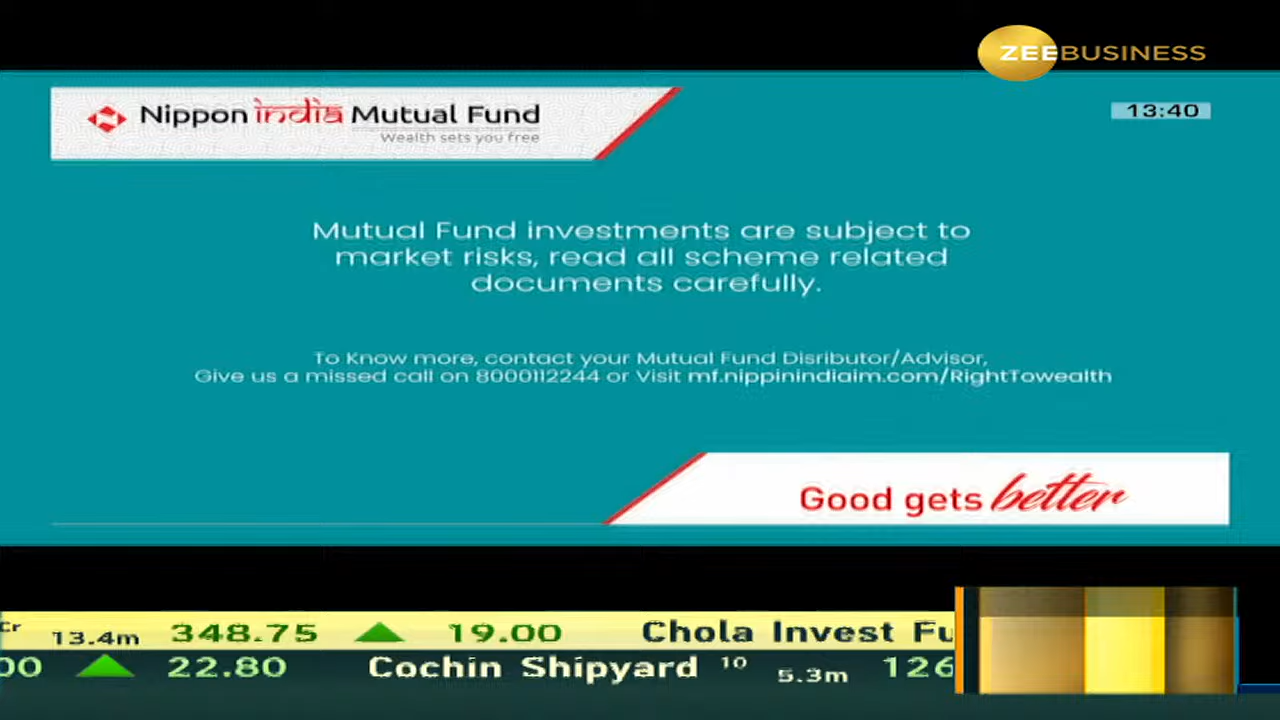 ZEEBUSINESS
Nippon india Mutual Fund
Wealth sets you free
13:40
Mutual Fund investments are subject to
market risks, read all scheme related
documents carefully.
To Know more, contact your Mutual Fund Disributor/Advisor,
Give us a missed call on 8000112244 or Visit mf.nippinindiaim.com/RightTowealth
Good gets better
Cr 13.4m 348.75 19.00 Chola Invest Fu
00 22.80 Cochin Shipyard 10 5.3m 126